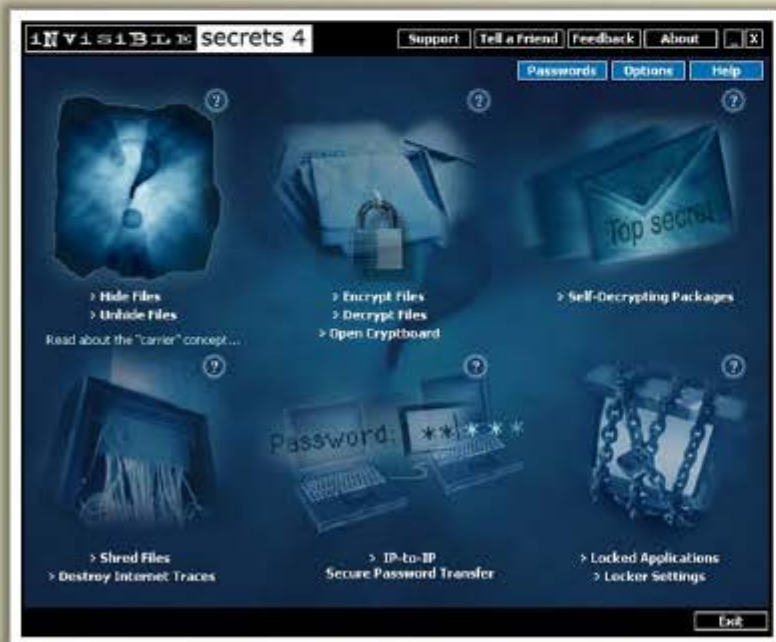 iNVisiBLE secrets 4
Support Tell a Friend Feedback About _ X
Passwords Options Help
? ? ?
Top secret
> Hide Files
> Unhide Files
Read about the "carrier" concept...
> Encrypt Files
> Decrypt Files
> Open Cryptboard
> Self-Decrypting Packages
? ? ?
Password: ** * *
> Shred Files
> Destroy Internet Traces
> IP-to-IP
Secure Password Transfer
> Locked Applications
> Locker Settings
Exit